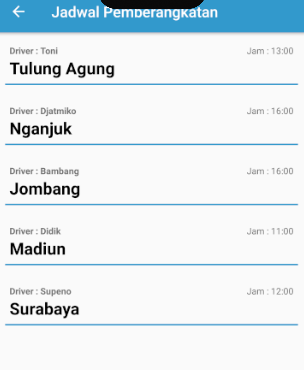 Jadwal Pemberangkatan
Driver : Toni Jam : 13:00
Tulung Agung
Driver : Djatmiko Jam : 16:00
Nganjuk
Driver : Bambang Jam : 16:00
Jombang
Driver : Didik Jam : 11:00
Madiun
Driver : Supeno Jam : 12:00
Surabaya